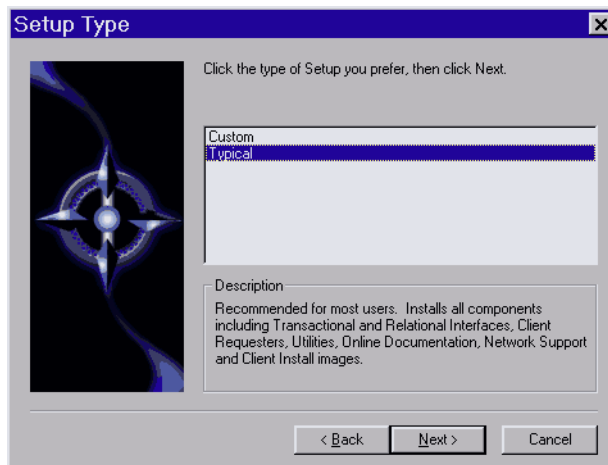 Setup Type
Click the type of Setup you prefer, then click Next.
Custom
Typical
Description
Recommended for most users. Installs all components
including Transactional and Relational Interfaces, Client
Requesters, Utilities, Online Documentation, Network Support
and Client Install images.
< Back
Next >
Cancel